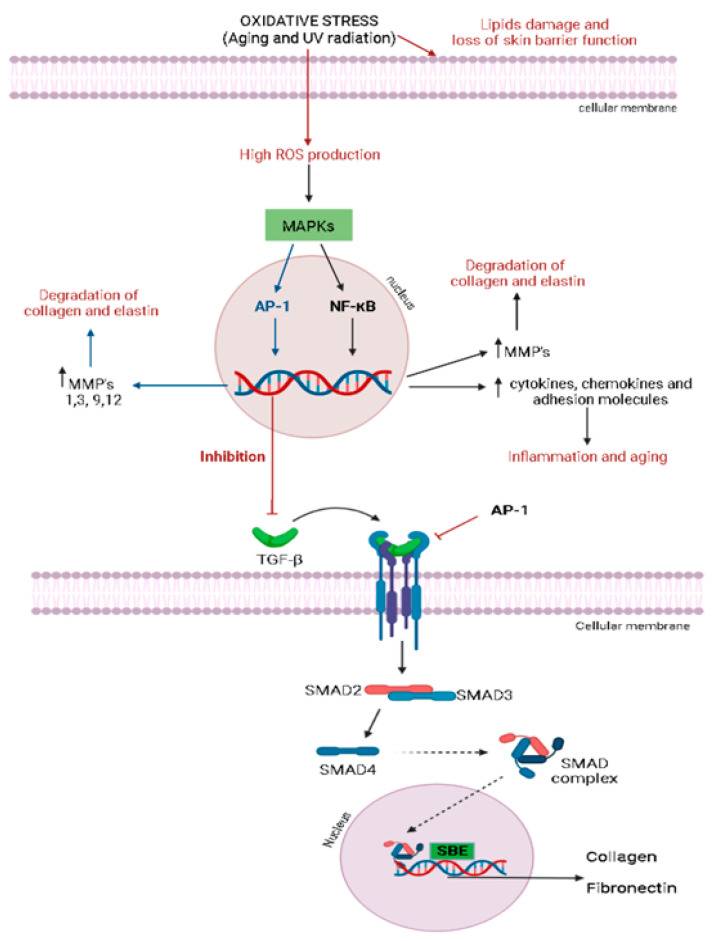 OXIDATIVE STRESS
(Aging and UV radiation)
Lipids damage and
loss of skin barrier function
cellular membrane
High ROS production
MAPKs
nucleus
AP-1
NF-κB
Degradation of
collagen and elastin
Degradation of
collagen and elastin
MMP's
1,3, 9,12
MMP's
cytokines, chemokines and
adhesion molecules
Inflammation and aging
Inhibition
AP-1
TGF-β
Cellular membrane
SMAD2
SMAD3
SMAD4
SMAD
complex
Nucleus
SBE
Collagen
Fibronectin